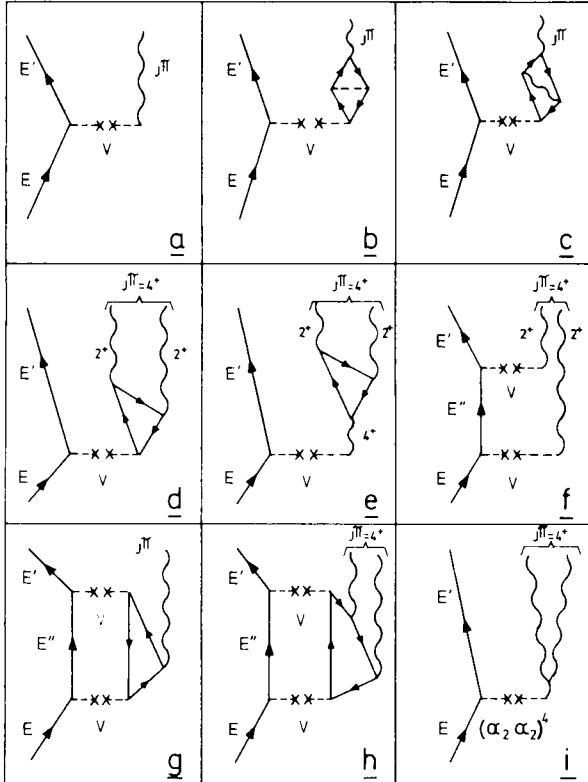 E'
J^π
V
E
a
E'
J^π
V
E
b
E'
J^π
V
E
c
J^π=4⁺
2⁺
2⁺
E'
V
E
d
J^π=4⁺
2⁺
2⁺
E'
4⁺
V
E
e
J^π=4⁺
2⁺
2⁺
E'
V
E''
V
E
f
J^π
E'
V
E''
V
E
g
J^π=4⁺
E'
V
E''
V
E
h
J^π=4⁺
E'
E
(α₂ α₂)⁴
i